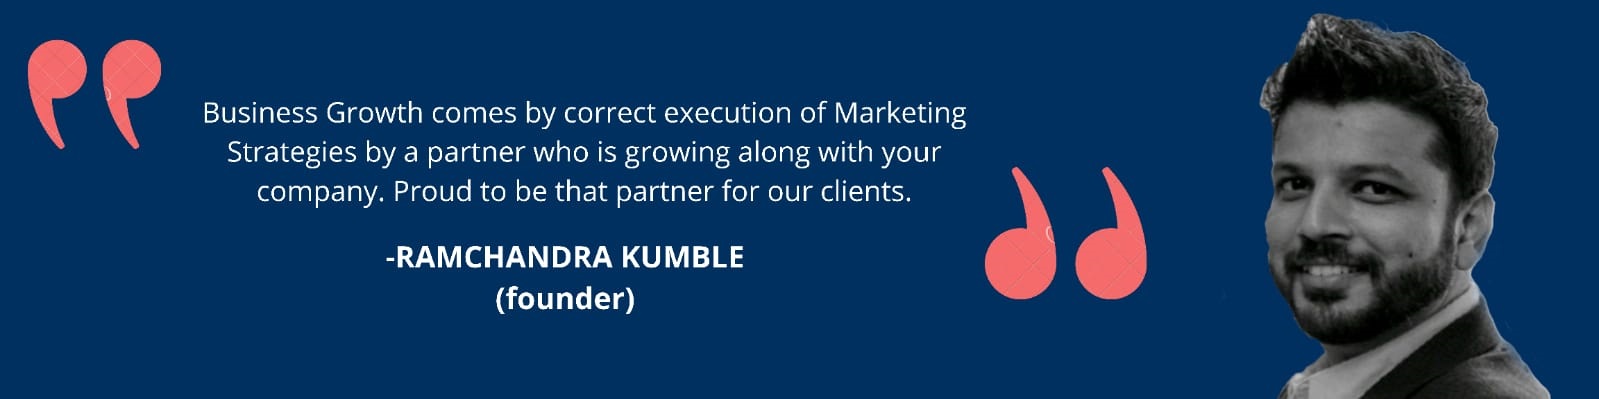 Business Growth comes by correct execution of Marketing
Strategies by a partner who is growing along with your
company. Proud to be that partner for our clients.
-RAMCHANDRA KUMBLE
(founder)